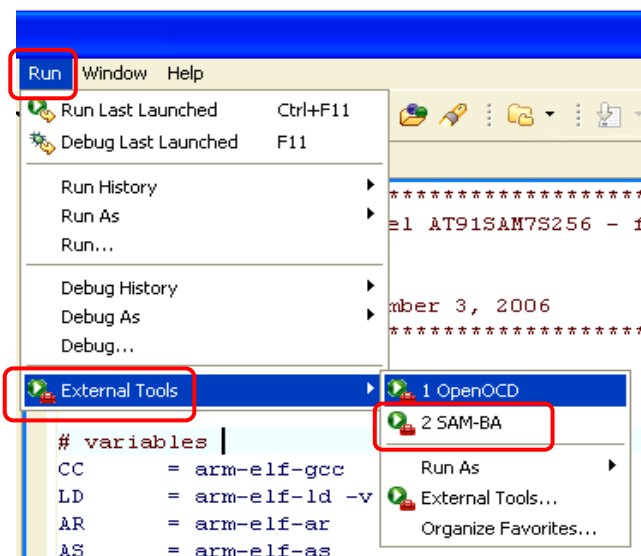 Run Window Help
Run Last Launched Ctrl+F11
Debug Last Launched F11
Run History
Run As
Run...
Debug History
Debug As
Debug...
External Tools
1 OpenOCD
2 SAM-BA
Run As
External Tools...
Organize Favorites...
*******************
el AT91SAM7S256 - f
mber 3, 2006
*******************
# variables
CC = arm-elf-gcc
LD = arm-elf-ld -v
AR = arm-elf-ar
AS = arm-elf-as